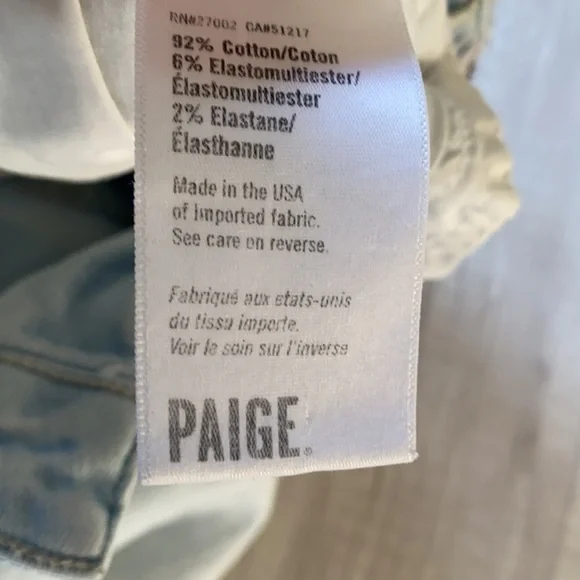 RN#27002 CA#51217
92% Cotton/Coton
6% Elastomultiester/
Élastomultiester
2% Elastane/
Élasthanne
Made in the USA
of imported fabric.
See care on reverse.
Fabriqué aux etats-unis
du tissu importe.
Voir le soin sur l'inverse
PAIGE®